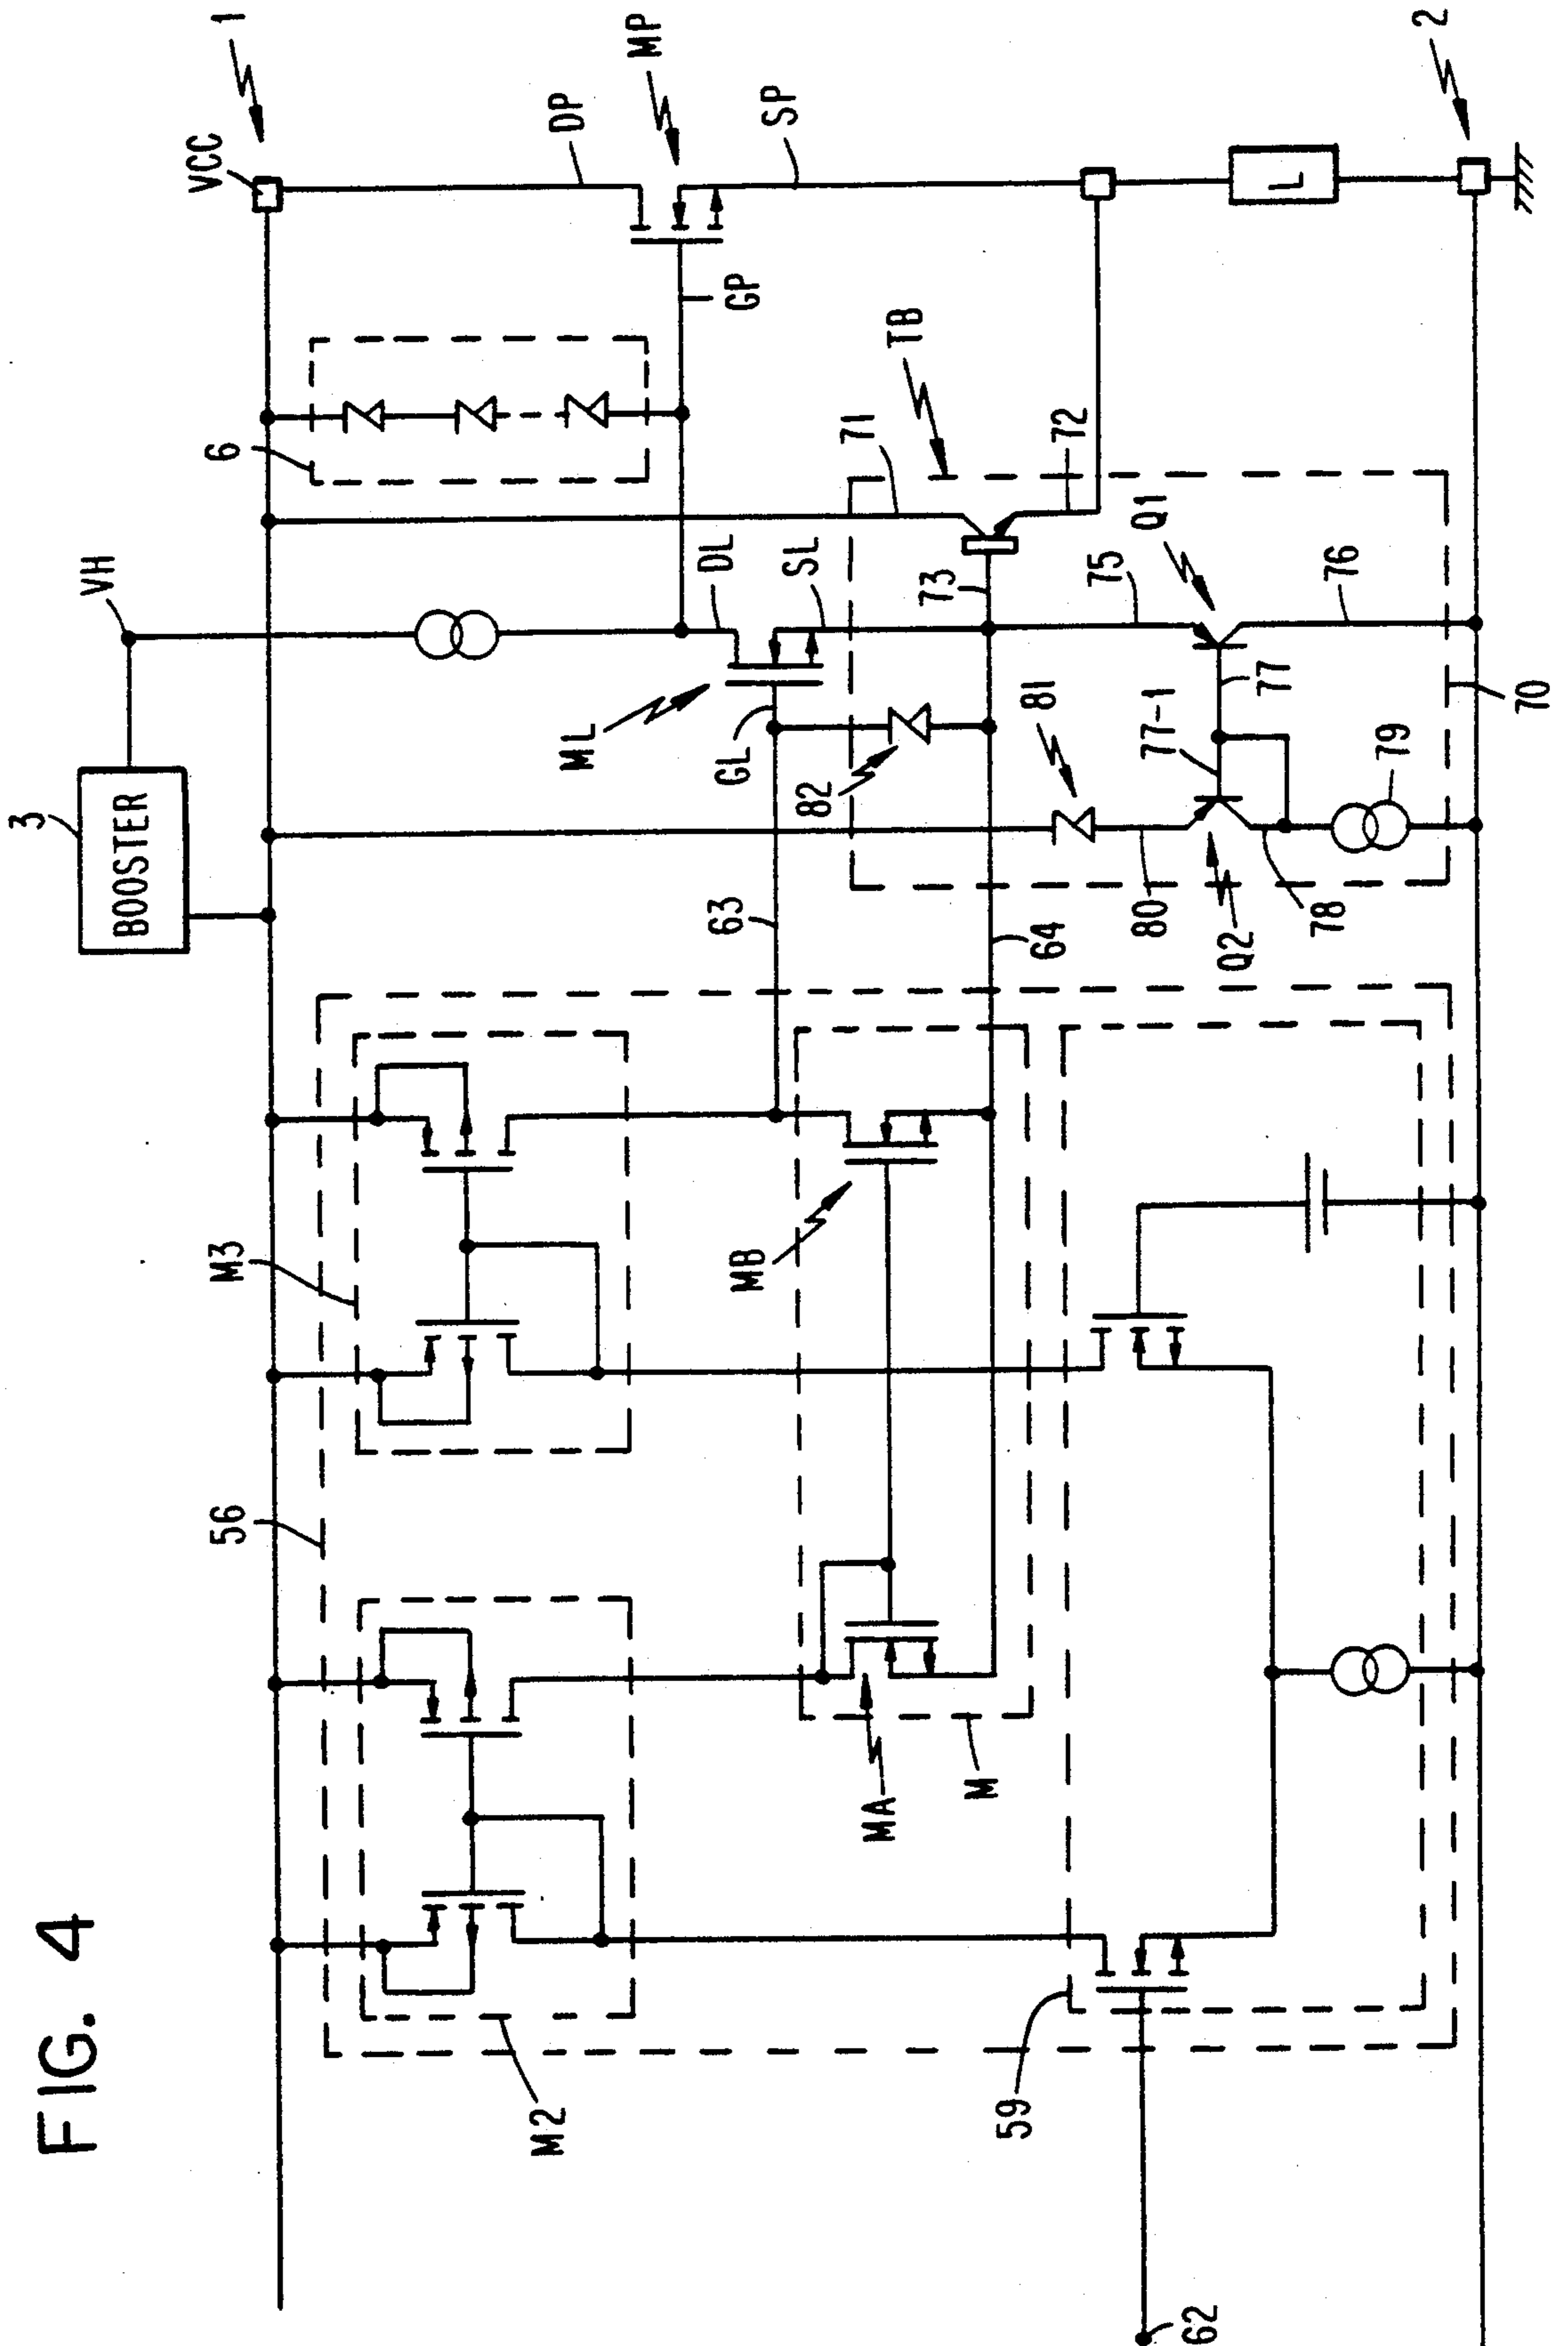 FIG. 4
3
BOOSTER
VH
VCC
1
6
DP
MP
GP
SP
DL
SL
ML
GL
82
63
64
71
TB
73
72
75
Q1
76
77
77-1
81
80
Q2
78
79
70
L
2
56
M3
M2
MB
MA
M
59
62